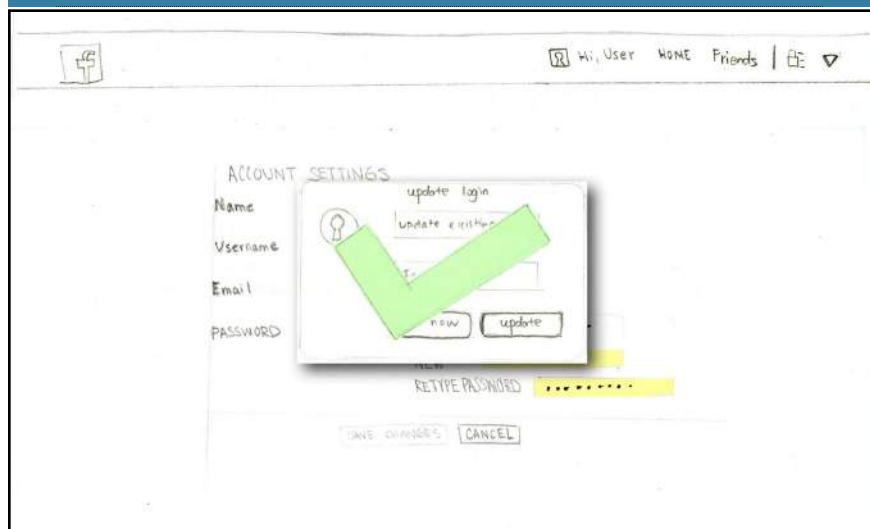 f
Hi, User HOME Friends
ACCOUNT SETTINGS
update login
Name
update existing
Username
Email
now update
PASSWORD
NEW
RETYPE PASSWORD
SAVE CHANGES CANCEL